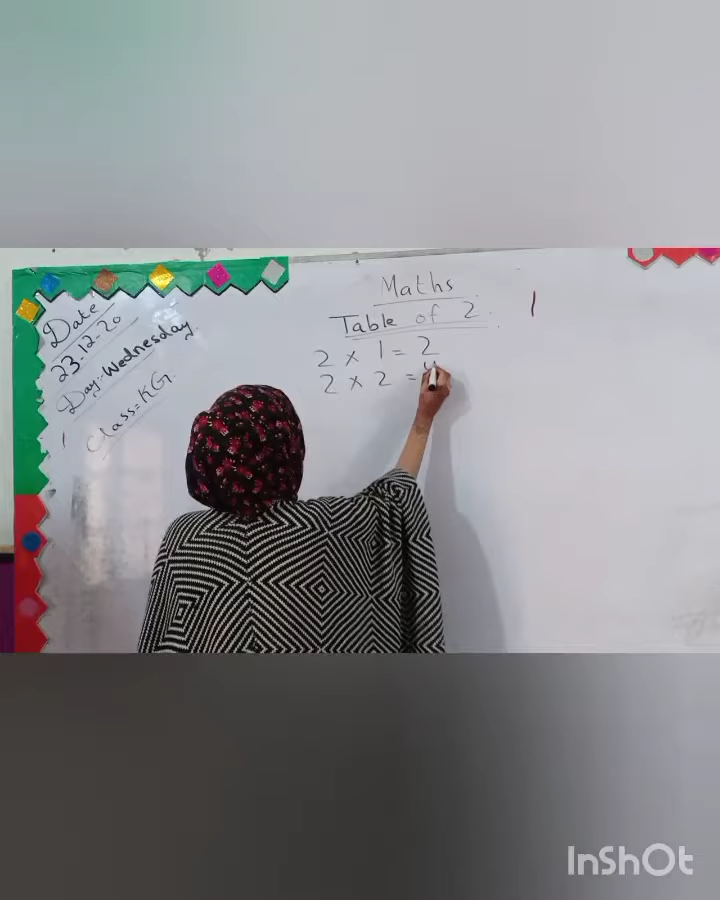 Date
23-12-20
Day:- Wednesday.
Class=KG
Maths
Table of 2.
2 x 1 = 2
2 x 2 = 4
InShOt